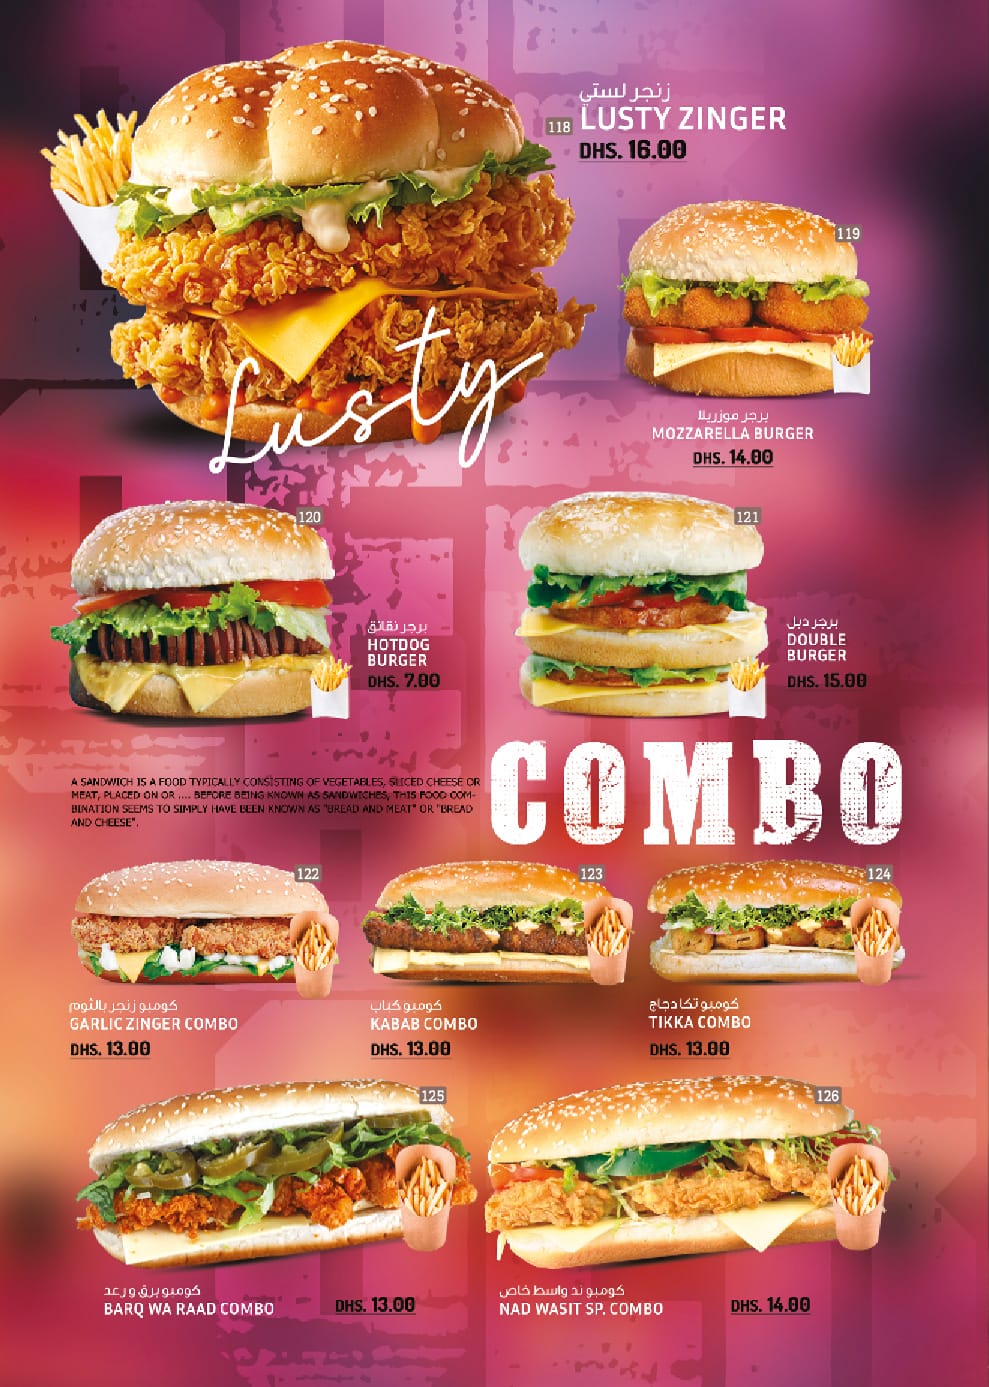 زنجر لستي
118 LUSTY ZINGER
DHS. 16.00
119
Lusty
برجر موزريلا
MOZZARELLA BURGER
DHS. 14.00
120
برجر نقانق
HOTDOG
BURGER
DHS. 7.00
121
برجر دبل
DOUBLE
BURGER
DHS. 15.00
COMBO
A SANDWICH IS A FOOD TYPICALLY CONSISTING OF VEGETABLES, SLICED CHEESE OR
MEAT, PLACED ON OR .... BEFORE BEING KNOWN AS SANDWICHES, THIS FOOD COM-
BINATION SEEMS TO SIMPLY HAVE BEEN KNOWN AS "BREAD AND MEAT" OR "BREAD
AND CHEESE".
122
كومبو زنجر بالثوم
GARLIC ZINGER COMBO
DHS. 13.00
123
كومبو كباب
KABAB COMBO
DHS. 13.00
124
كومبو تكا دجاج
TIKKA COMBO
DHS. 13.00
125
كومبو برق و رعد
BARQ WA RAAD COMBO
DHS. 13.00
126
كومبو ند واسط خاص
NAD WASIT SP. COMBO
DHS. 14.00